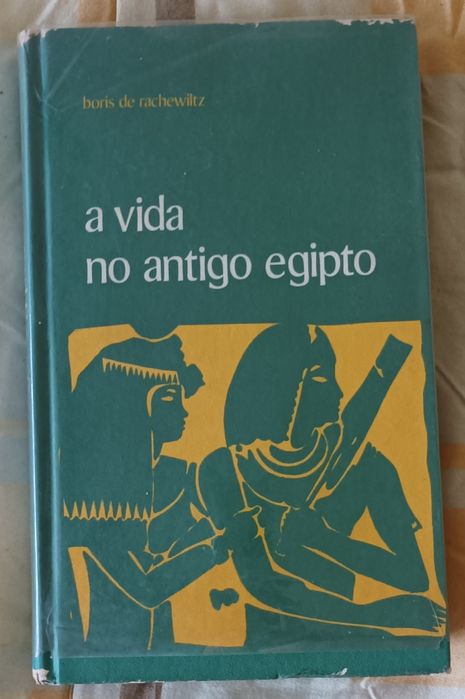 boris de rachewiltz
a vida
no antigo egipto